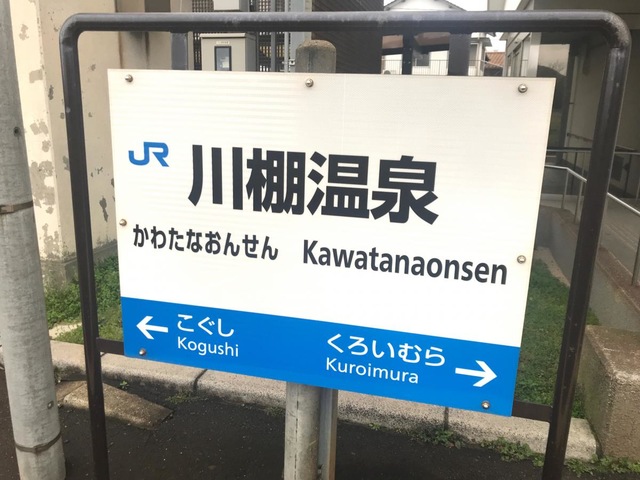 JR 川棚温泉
かわたなおんせん Kawatanaonsen
← こぐし くろいむら →
Kogushi Kuroimura